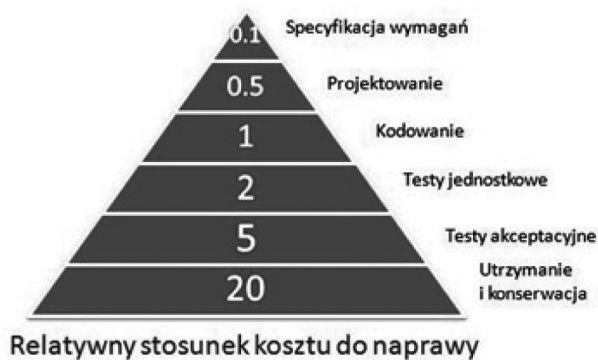 0.1 Specyfikacja wymagań
0.5 Projektowanie
1 Kodowanie
2 Testy jednostkowe
5 Testy akceptacyjne
20 Utrzymanie
i konserwacja
Relatywny stosunek kosztu do naprawy